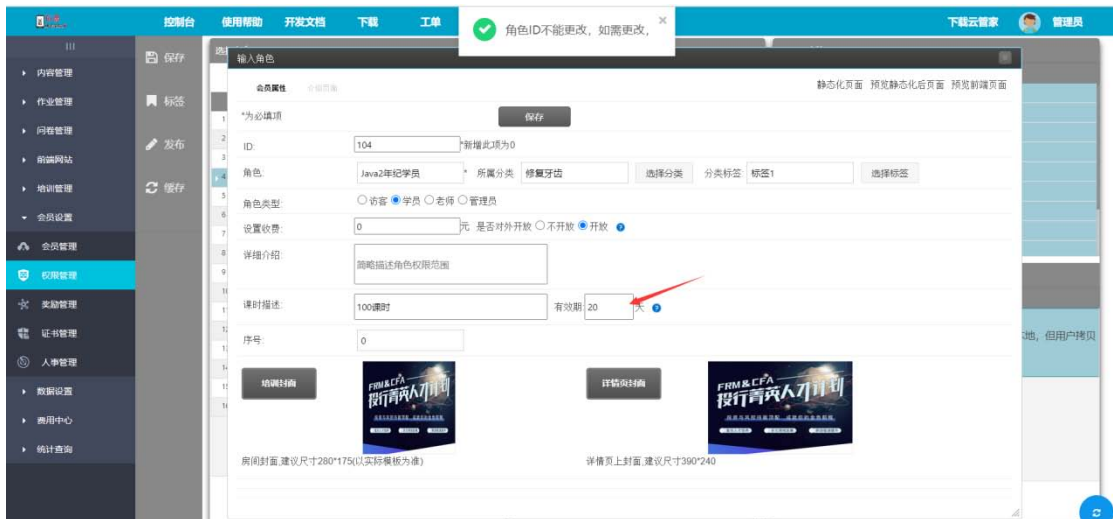 控制台 使用帮助 开发文档 下载 工单
角色ID不能更改，如需更改，
下载云管家 管理员
内容管理
作业管理
问卷管理
前端网站
培训管理
会员设置
会员管理
权限管理
奖励管理
证书管理
人事管理
数据设置
费用中心
统计查询
保存
标签
发布
缓存
输入角色
会员属性
静态化页面 预览静态化后页面 预览前端页面
*为必填项 保存
ID: 104 *新增此项为0
角色: Java2年纪学员 * 所属分类 修复牙齿 选择分类 分类标签 标签1 选择标签
角色类型: 访客 学员 老师 管理员
设置收费: 0 元 是否对外开放 不开放 开放
详细介绍: 简略描述角色权限范围
课时描述: 100课时 有效期: 20 天
序号: 0
培训封面
FRM & CFA
投行菁英人才计划
详情页封面
FRM & CFA
投行菁英人才计划
房间封面,建议尺寸280*175(以实际模板为准)
详情页上封面,建议尺寸390*240
地，但用户拷贝